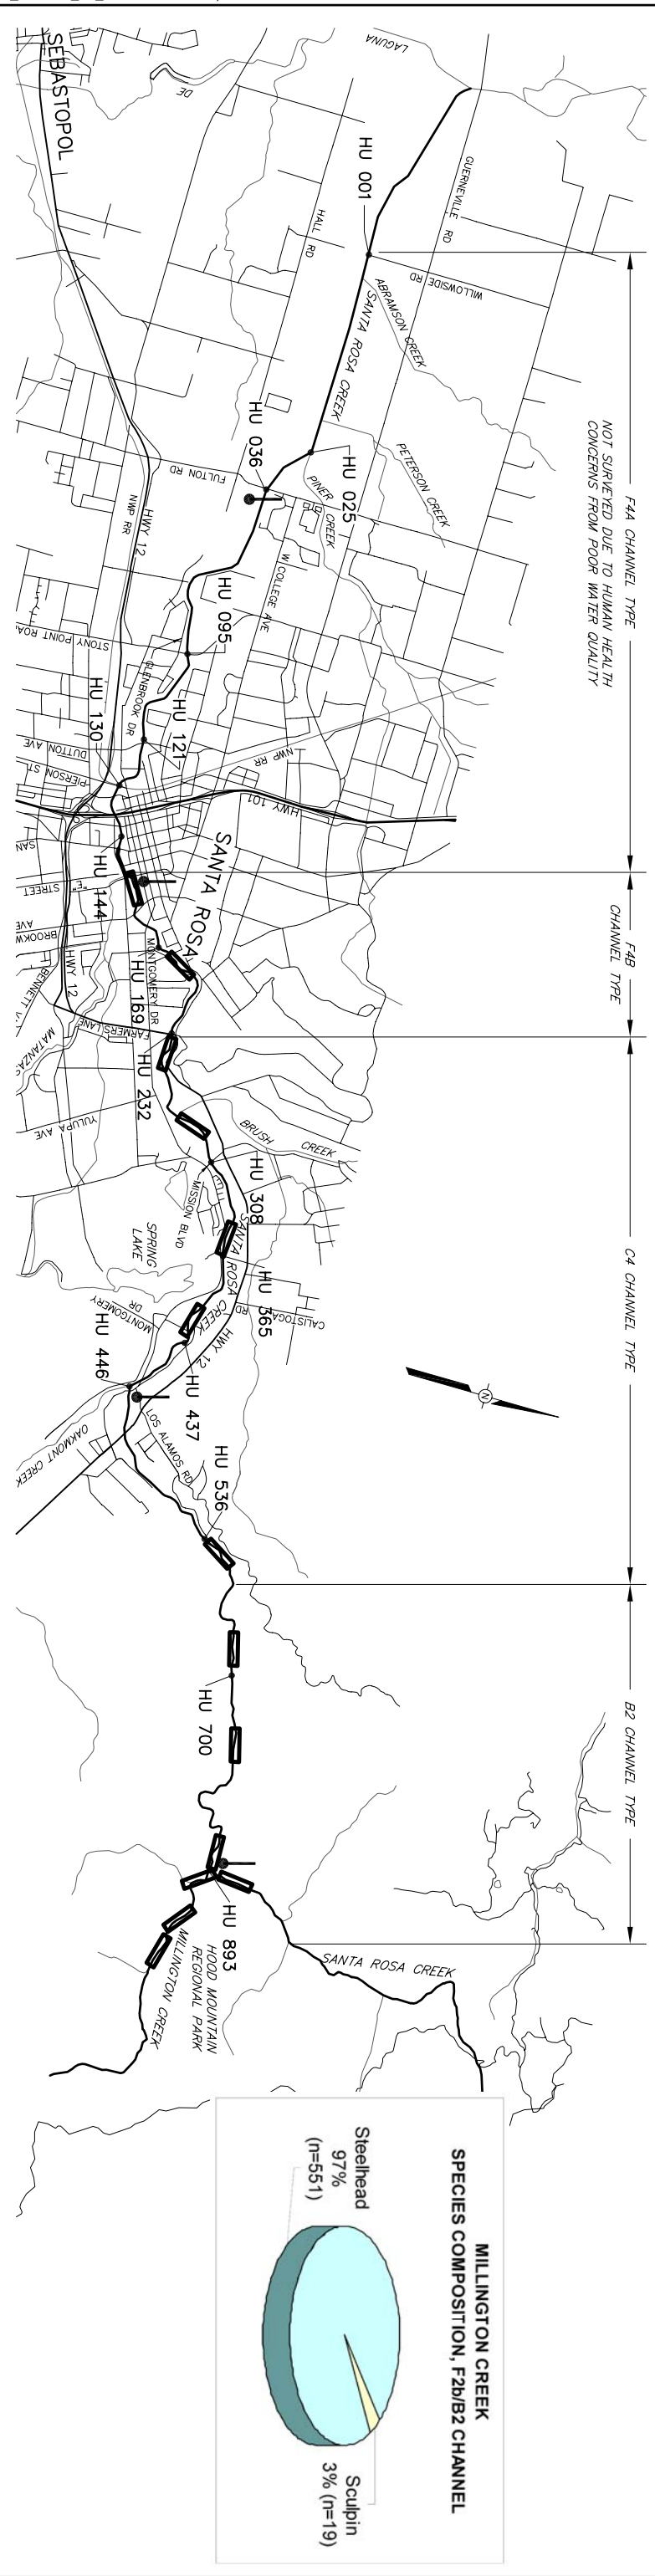 SEBASTOPOL
LAGUNA
DE
HU 001
GUERNEVILLE RD
HALL RD
WILLOWSIDE RD
ABRAMSON CREEK
SANTA ROSA CREEK
F4A CHANNEL TYPE
NOT SURVEYED DUE TO HUMAN HEALTH
CONCERNS FROM POOR WATER QUALITY
PETERSON CREEK
HU 036
HU 025
PINER CREEK
FULTON RD
HWY 12
NWP RR
W COLLEGE AVE
HU 095
STONY POINT ROA
GLENBROOK DR
HU 130
HU 121
DUTTON AVE
PIERSON ST
NWP RR
HWY 101
SANTA ROSA
SAN
HU 144
"E" STREET
BROOKW
AVE
HWY 12
BENNETT V
MATANZAS
MONTGOMERY DR
HU 169
FARMERS LANE
F4B
CHANNEL TYPE
HU 232
YULUPA AVE
BRUSH CREEK
HU 308
MISSION BLVD
SPRING
LAKE
SANTA ROSA CREEK
HU 365
CALISTOGA RD
C4 CHANNEL TYPE
MONTGOMERY
DR
HWY 12
HU 446
HU 437
N
LOS ALAMOS RD
OAKMONT CREEK
HU 536
HU 700
B2 CHANNEL TYPE
HU 893
HOOD MOUNTAIN
REGIONAL PARK
MILLINGTON CREEK
SANTA ROSA CREEK
MILLINGTON CREEK
SPECIES COMPOSITION, F2b/B2 CHANNEL
Steelhead
97%
(n=551)
Sculpin
3% (n=19)